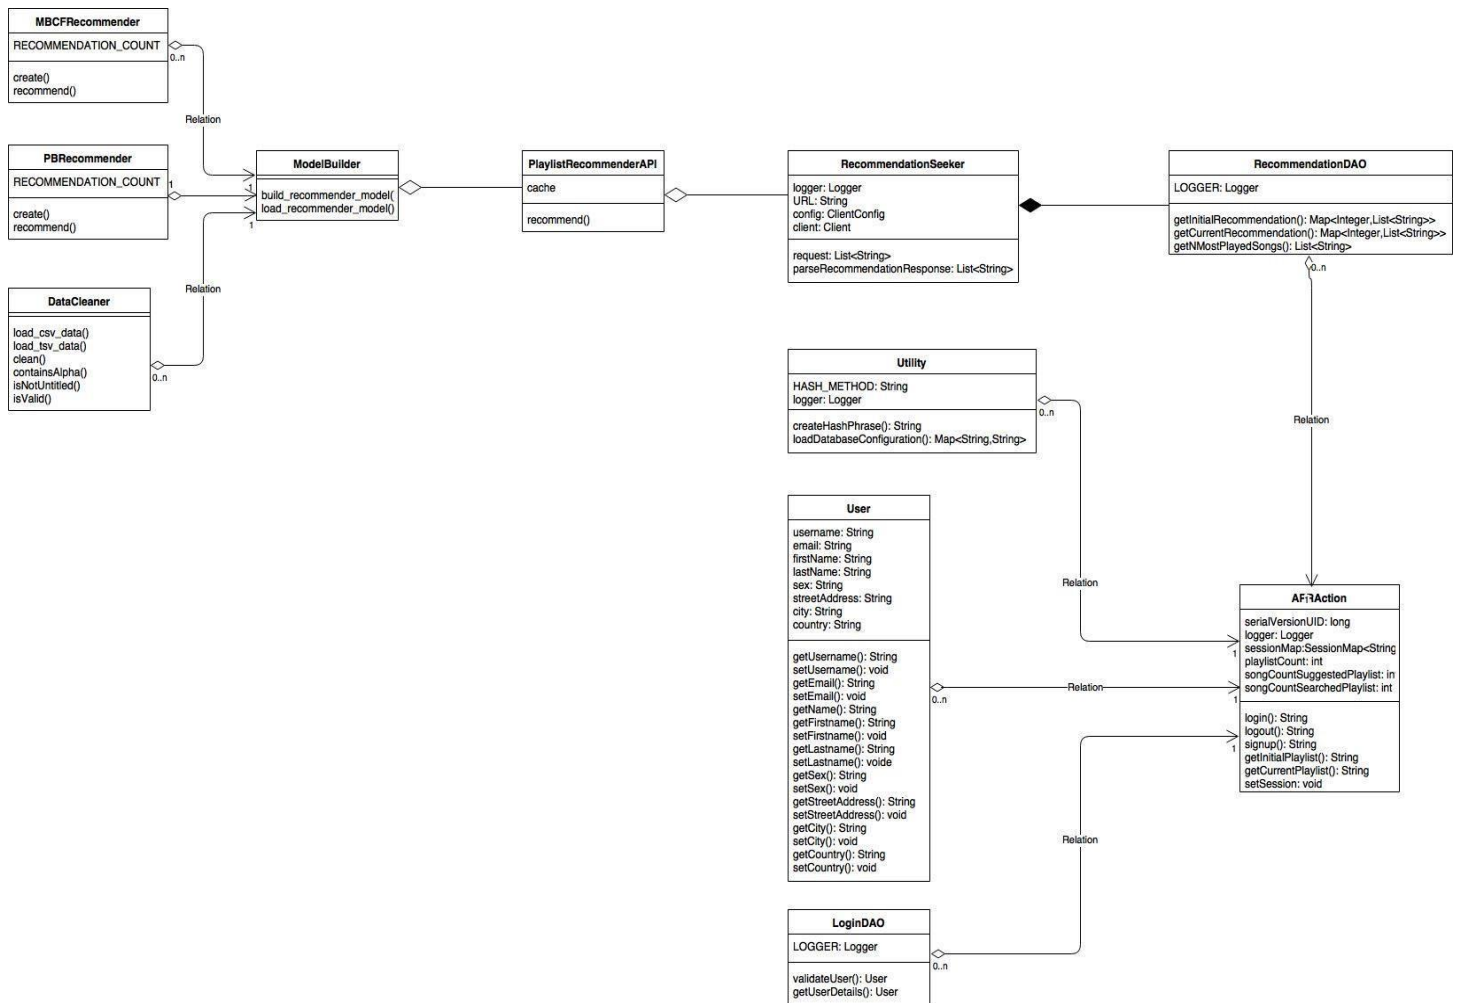 MBCFRecommender
RECOMMENDATION_COUNT
create()
recommend()
0..n
Relation
PBRecommender
RECOMMENDATION_COUNT
create()
recommend()
1
DataCleaner
load_csv_data()
load_tsv_data()
clean()
containsAlpha()
isNotUntitled()
isValid()
0..n
Relation
ModelBuilder
build_recommender_model(
load_recommender_model()
1
1
PlaylistRecommenderAPI
cache
recommend()
RecommendationSeeker
logger: Logger
URL: String
config: ClientConfig
client: Client
request: List<String>
parseRecommendationResponse: List<String>
RecommendationDAO
LOGGER: Logger
getInitialRecommendation(): Map<Integer,List<String>>
getCurrentRecommendation(): Map<Integer,List<String>>
getNMostPlayedSongs(): List<String>
0..n
Relation
Utility
HASH_METHOD: String
logger: Logger
createHashPhrase(): String
loadDatabaseConfiguration(): Map<String,String>
0..n
Relation
User
username: String
email: String
firstName: String
lastName: String
sex: String
streetAddress: String
city: String
country: String
getUsername(): String
setUsername(): void
getEmail(): String
setEmail(): void
getName(): String
getFirstname(): String
setFirstname(): void
getLastname(): String
setLastname(): voide
getSex(): String
setSex(): void
getStreetAddress(): String
setStreetAddress(): void
getCity(): String
setCity(): void
getCountry(): String
setCountry(): void
0..n
Relation
LoginDAO
LOGGER: Logger
validateUser(): User
getUserDetails(): User
0..n
Relation
serialVersionUID: long
logger: Logger
sessionMap:SessionMap<String
playlistCount: int
songCountSuggestedPlaylist: in
songCountSearchedPlaylist: int
login(): String
logout(): String
signup(): String
getInitialPlaylist(): String
getCurrentPlaylist(): String
setSession: void
1
1
1